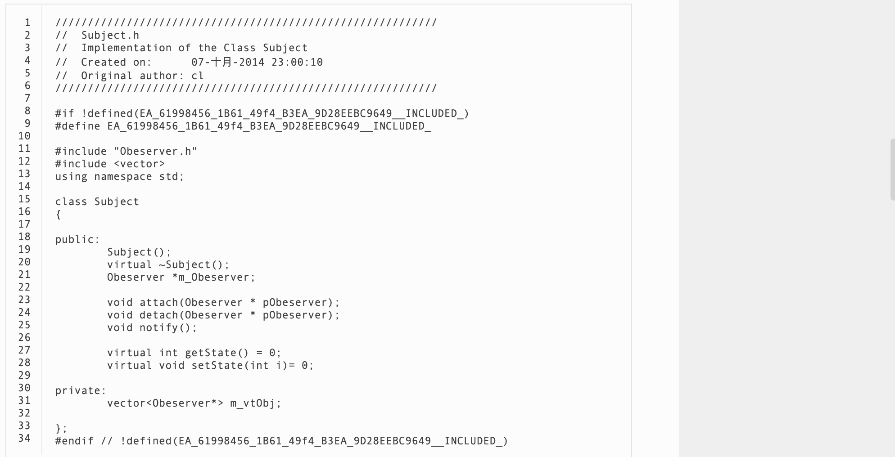 1 ///////////////////////////////////////////////////////////
2 //  Subject.h
3 //  Implementation of the Class Subject
4 //  Created on:      07-十月-2014 23:00:10
5 //  Original author: cl
6 ///////////////////////////////////////////////////////////
7
8 #if !defined(EA_61998456_1B61_49f4_B3EA_9D28EEBC9649__INCLUDED_)
9 #define EA_61998456_1B61_49f4_B3EA_9D28EEBC9649__INCLUDED_
10
11 #include "Obeserver.h"
12 #include <vector>
13 using namespace std;
14
15 class Subject
16 {
17
18 public:
19         Subject();
20         virtual ~Subject();
21         Obeserver *m_Obeserver;
22
23         void attach(Obeserver * pObeserver);
24         void detach(Obeserver * pObeserver);
25         void notify();
26
27         virtual int getState() = 0;
28         virtual void setState(int i)= 0;
29
30 private:
31         vector<Obeserver*> m_vtObj;
32
33 };
34 #endif // !defined(EA_61998456_1B61_49f4_B3EA_9D28EEBC9649__INCLUDED_)